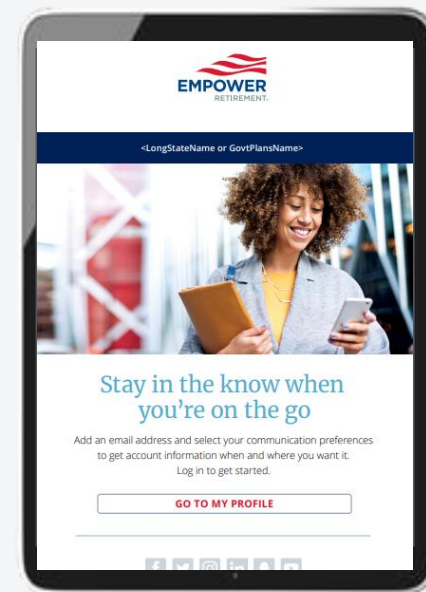 EMPOWER
RETIREMENT.
<LongStateName or GovtPlansName>
Stay in the know when
you're on the go
Add an email address and select your communication preferences
to get account information when and where you want it.
Log in to get started.
GO TO MY PROFILE